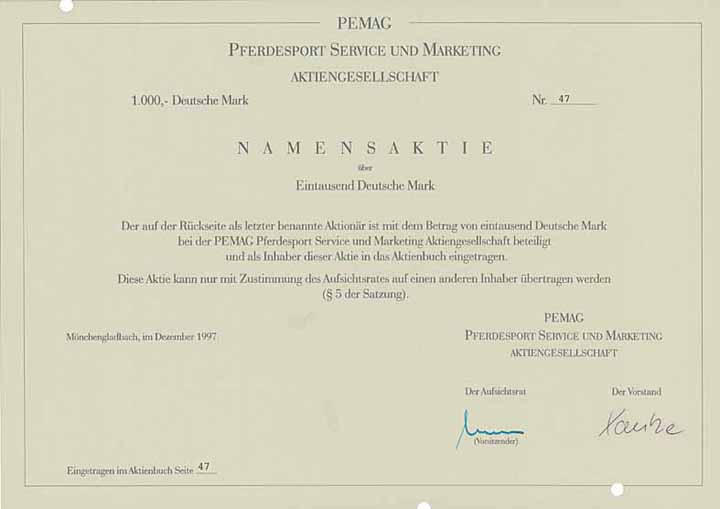 PEMAG
PFERDESPORT SERVICE UND MARKETING
AKTIENGESELLSCHAFT
1.000,- Deutsche Mark Nr. 47
NAMENSAKTIE
über
Eintausend Deutsche Mark
Der auf der Rückseite als letzter benannte Aktionär ist mit dem Betrag von eintausend Deutsche Mark
bei der PEMAG Pferdesport Service und Marketing Aktiengesellschaft beteiligt
und als Inhaber dieser Aktie in das Aktienbuch eingetragen.
Diese Aktie kann nur mit Zustimmung des Aufsichtsrates auf einen anderen Inhaber übertragen werden
(§ 5 der Satzung).
PEMAG
Mönchengladbach, im Dezember 1997 PFERDESPORT SERVICE UND MARKETING
AKTIENGESELLSCHAFT
Der Aufsichtsrat Der Vorstand
(Vorsitzender)
Eingetragen im Aktienbuch Seite 47